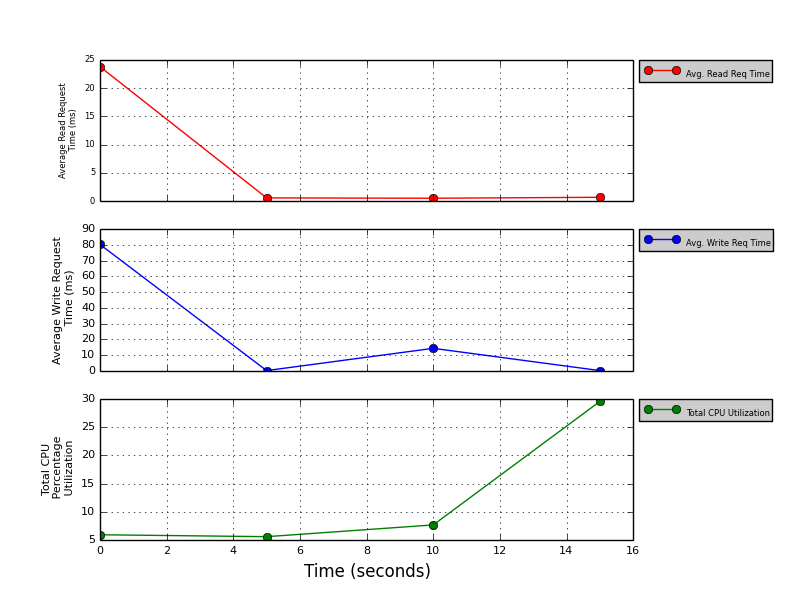 25
20
15
10
5
0
Average Read Request
Time (ms)
Avg. Read Req Time
90
80
70
60
50
40
30
20
10
0
Average Write Request
Time (ms)
Avg. Write Req Time
30
25
20
15
10
5
Total CPU
Percentage
Utilization
Total CPU Utilization
0 2 4 6 8 10 12 14 16
Time (seconds)